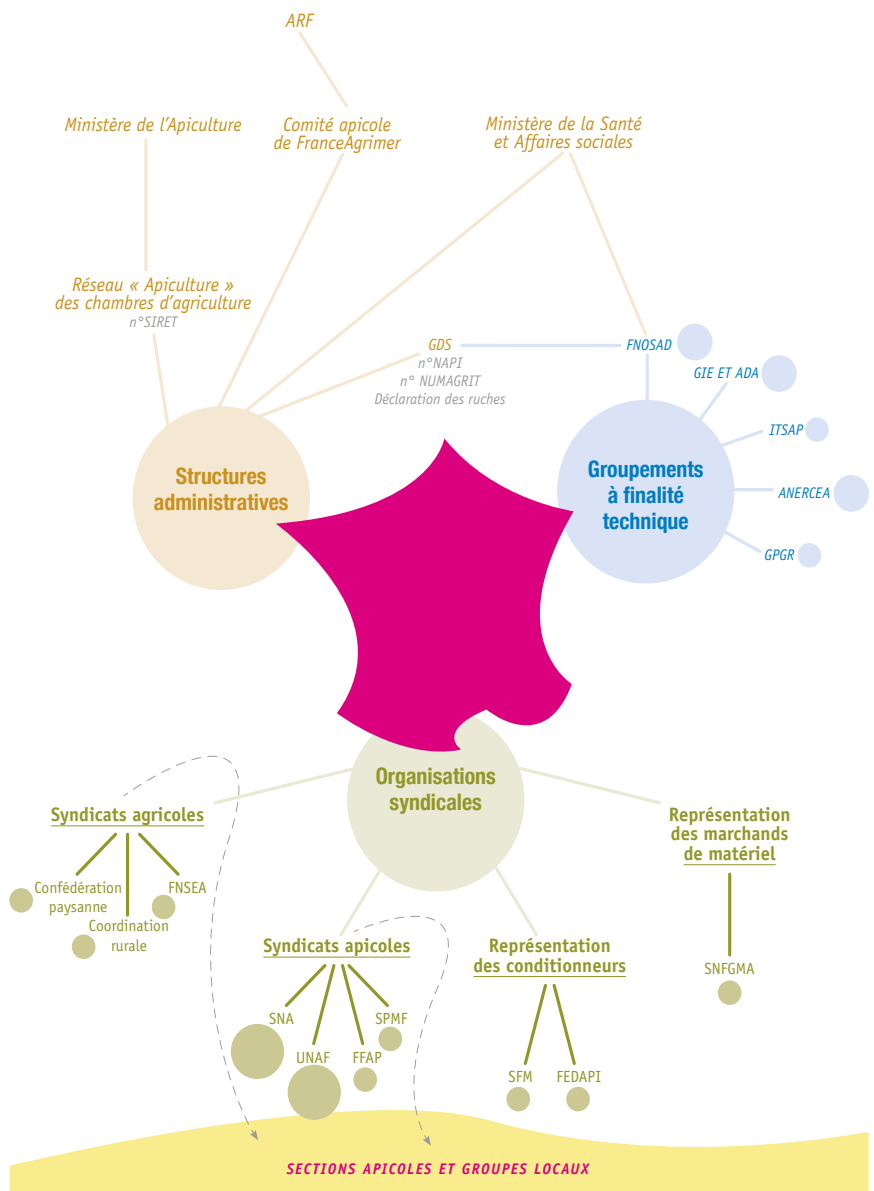 ARF
Ministère de l’Apiculture
Comité apicole
de FranceAgrimer
Ministère de la Santé
et Affaires sociales
Réseau « Apiculture »
des chambres d’agriculture
n°SIRET
GDS
n°NAPI
n° NUMAGRIT
Déclaration des ruches
FNOSAD
GIE ET ADA
ITSAP
ANERCEA
GPGR
Structures
administratives
Groupements
à finalité
technique
Organisations
syndicales
Syndicats agricoles
Confédération
paysanne
FNSEA
Coordination
rurale
Représentation
des marchands
de matériel
SNFGMA
Syndicats apicoles
SNA
SPMF
UNAF
FFAP
Représentation
des conditionneurs
SFM
FEDAPI
SECTIONS APICOLES ET GROUPES LOCAUX